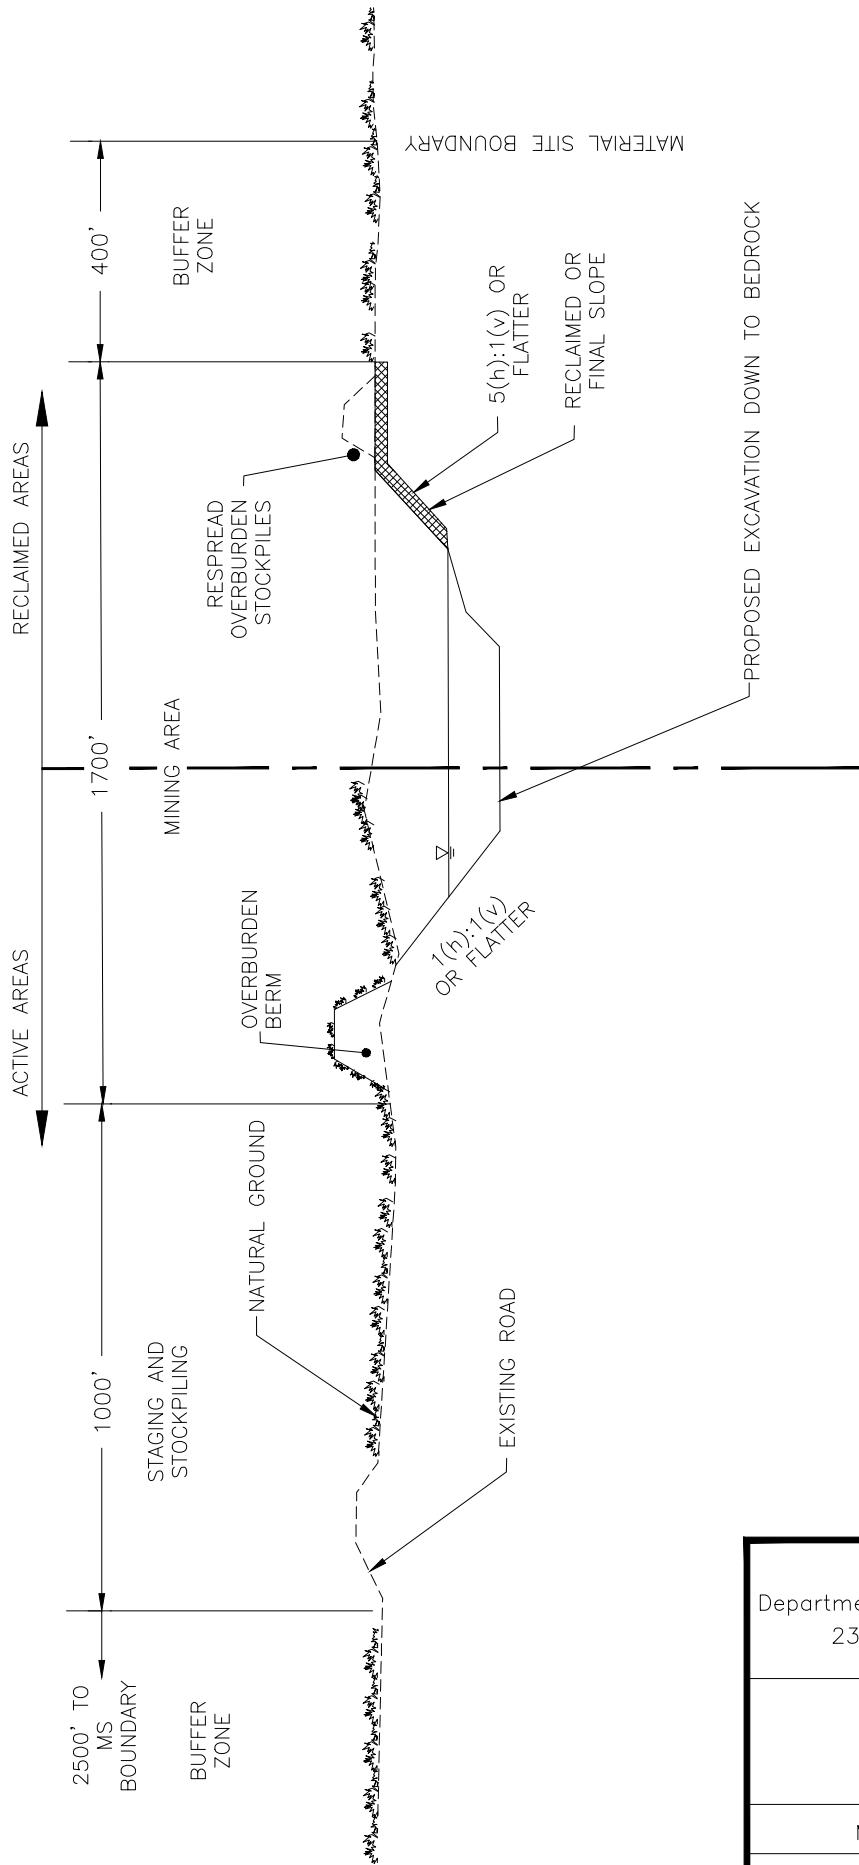 ACTIVE AREAS
RECLAIMED AREAS
2500' TO
MS
BOUNDARY
1000'
1700'
400'
BUFFER
ZONE
STAGING AND
STOCKPILING
MINING AREA
BUFFER
ZONE
NATURAL GROUND
OVERBURDEN
BERM
RESPREAD
OVERBURDEN
STOCKPILES
MATERIAL SITE BOUNDARY
EXISTING ROAD
1(h):1(v)
OR FLATTER
5(h):1(v) OR
FLATTER
RECLAIMED OR
FINAL SLOPE
PROPOSED EXCAVATION DOWN TO BEDROCK
23